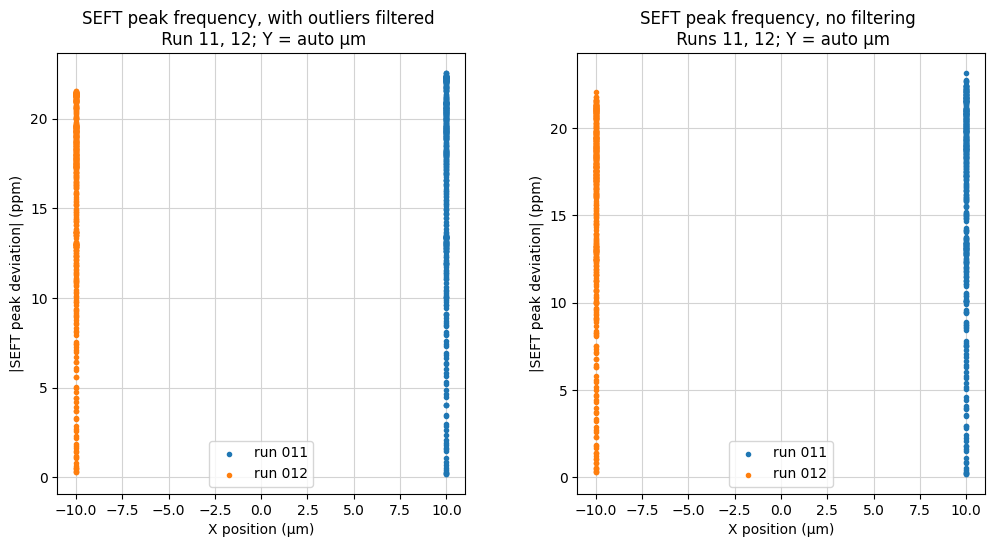 SEFT peak frequency, with outliers filtered
Run 11, 12; Y = auto μm
|SEFT peak deviation| (ppm)
20
15
10
5
0
run 011
run 012
−10.0 −7.5 −5.0 −2.5 0.0 2.5 5.0 7.5 10.0
X position (μm)
SEFT peak frequency, no filtering
Runs 11, 12; Y = auto μm
|SEFT peak deviation| (ppm)
20
15
10
5
0
run 011
run 012
−10.0 −7.5 −5.0 −2.5 0.0 2.5 5.0 7.5 10.0
X position (μm)